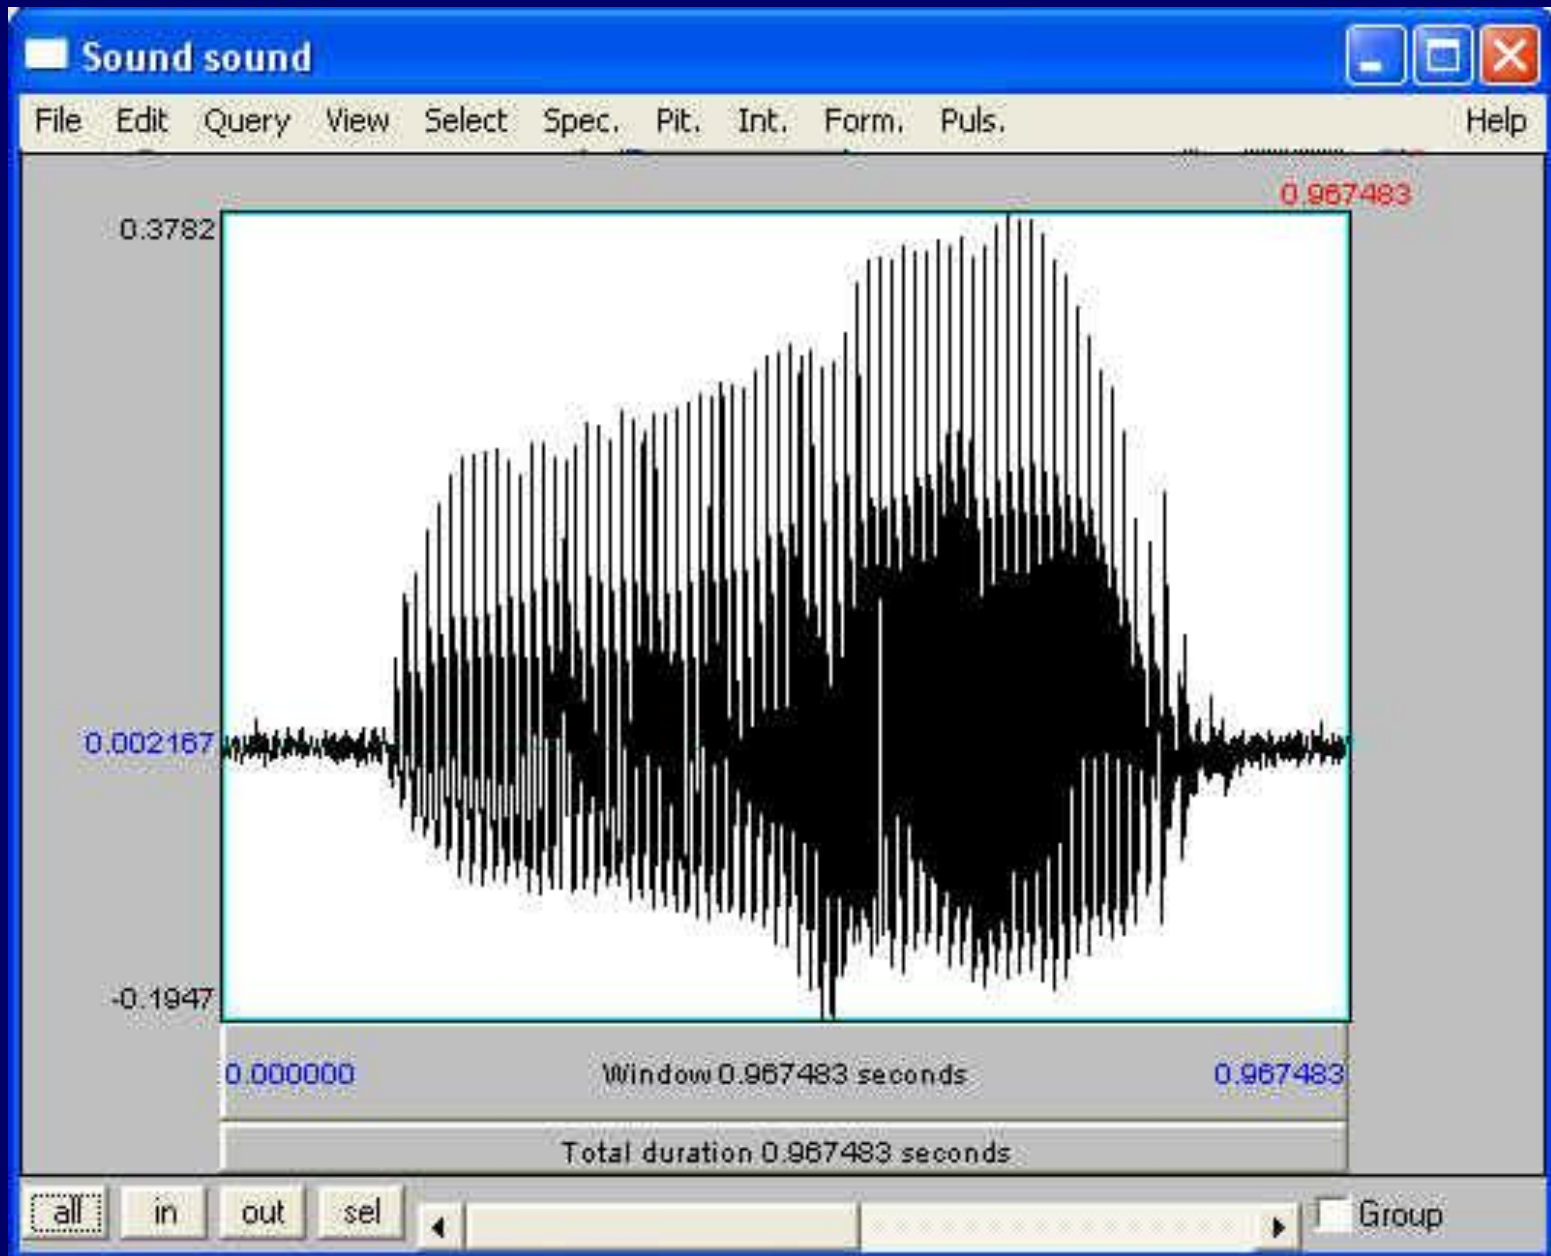 Sound sound
File Edit Query View Select Spec. Pit. Int. Form. Puls. Help
0.967483
0.3782
0.002167
-0.1947
0.000000 Window 0.967483 seconds 0.967483
Total duration 0.967483 seconds
all in out sel Group